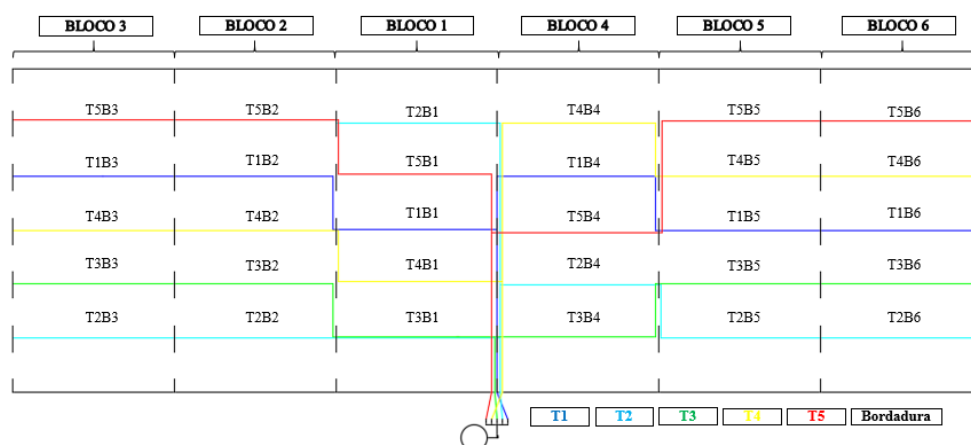 BLOCO 3 BLOCO 2 BLOCO 1 BLOCO 4 BLOCO 5 BLOCO 6
T5B3 T5B2 T2B1 T4B4 T5B5 T5B6
T1B3 T1B2 T5B1 T1B4 T4B5 T4B6
T4B3 T4B2 T1B1 T5B4 T1B5 T1B6
T3B3 T3B2 T4B1 T2B4 T3B5 T3B6
T2B3 T2B2 T3B1 T3B4 T2B5 T2B6
T1 T2 T3 T4 T5 Bordadura